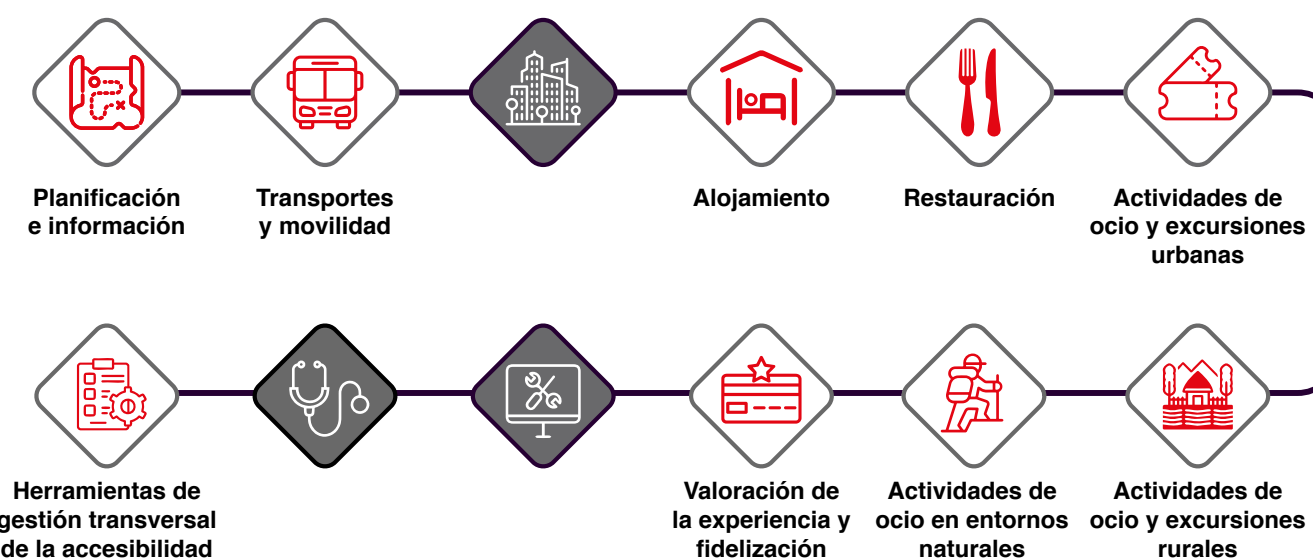 Planificación
e información
Transportes
y movilidad
Alojamiento
Restauración
Actividades de
ocio y excursiones
urbanas
Herramientas de
gestión transversal
de la accesibilidad
Valoración de
la experiencia y
fidelización
Actividades de
ocio en entornos
naturales
Actividades de
ocio y excursiones
rurales